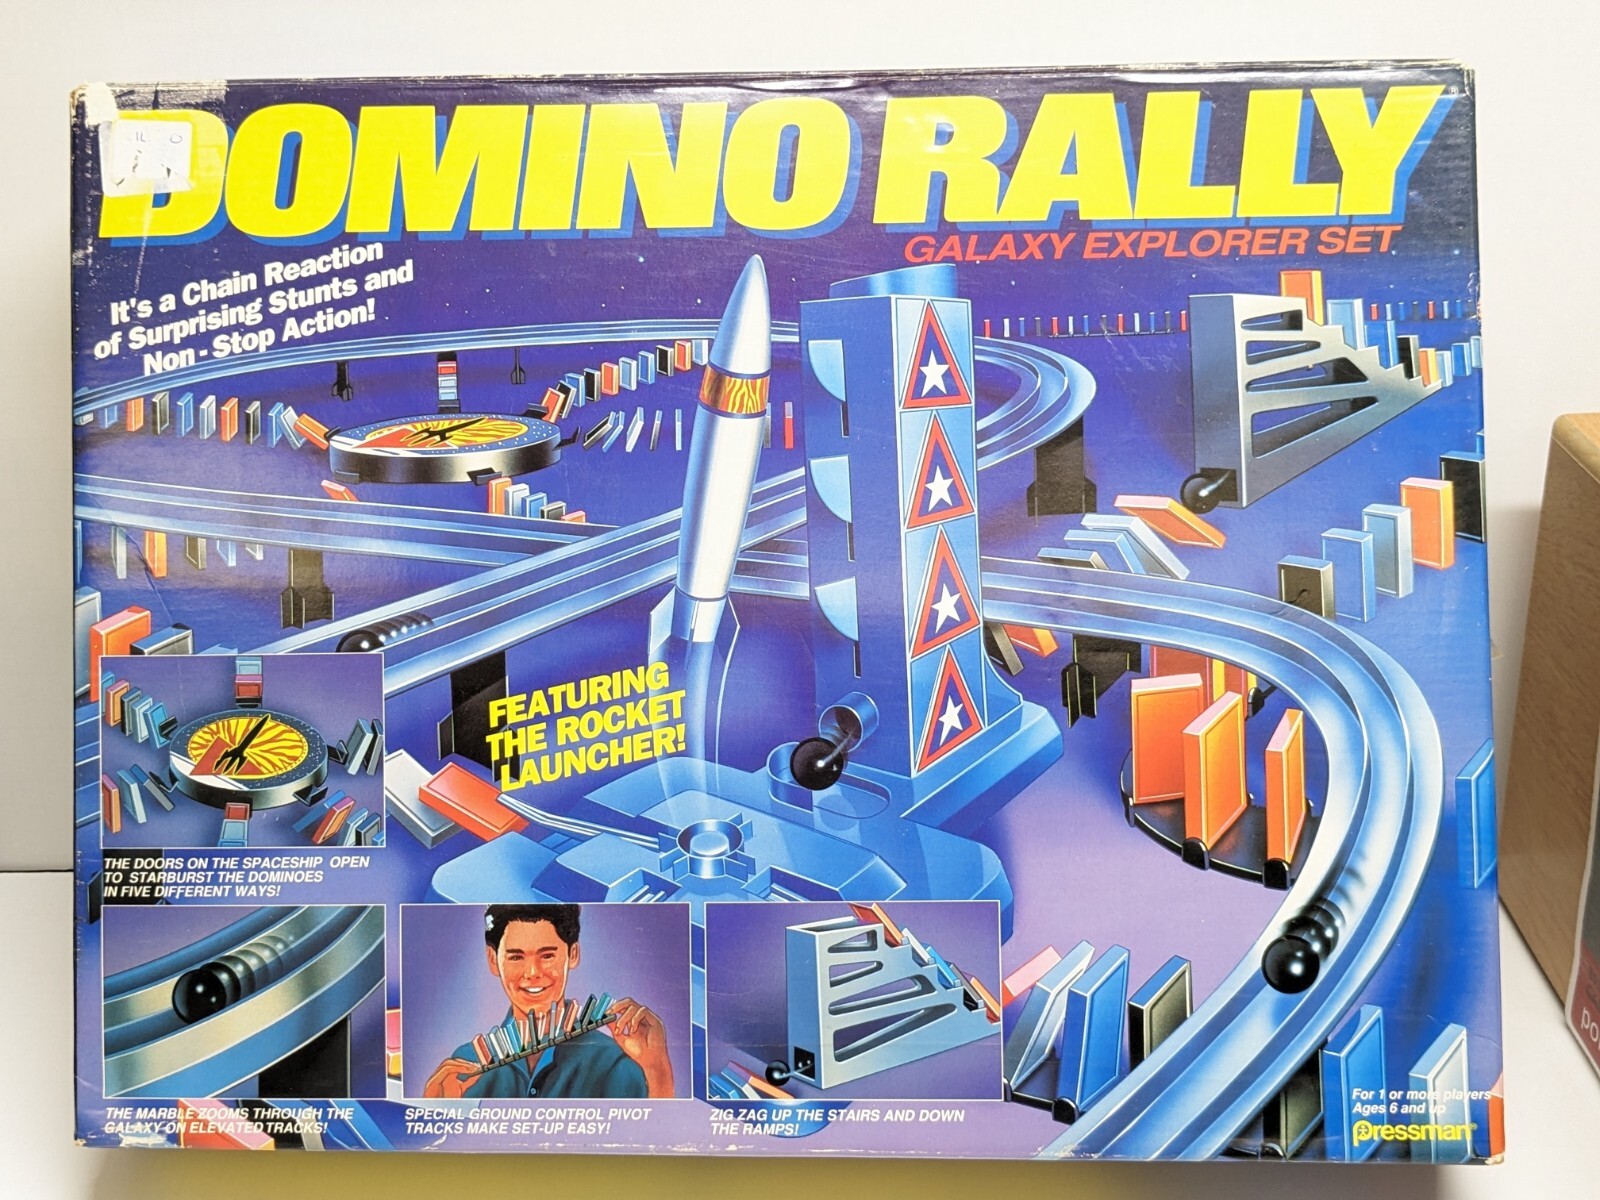 DOMINO RALLY
GALAXY EXPLORER SET
It's a Chain Reaction
of Surprising Stunts and
Non-Stop Action!
FEATURING
THE ROCKET
LAUNCHER!
THE DOORS ON THE SPACESHIP OPEN
TO STARBURST THE DOMINOES
IN FIVE DIFFERENT WAYS!
THE MARBLE ZOOMS THROUGH THE
GALAXY ON ELEVATED TRACKS!
SPECIAL GROUND CONTROL PIVOT
TRACKS MAKE SET-UP EASY!
ZIG ZAG UP THE STAIRS AND DOWN
THE RAMPS!
For 1 or more players
Ages 6 and up
pressman®